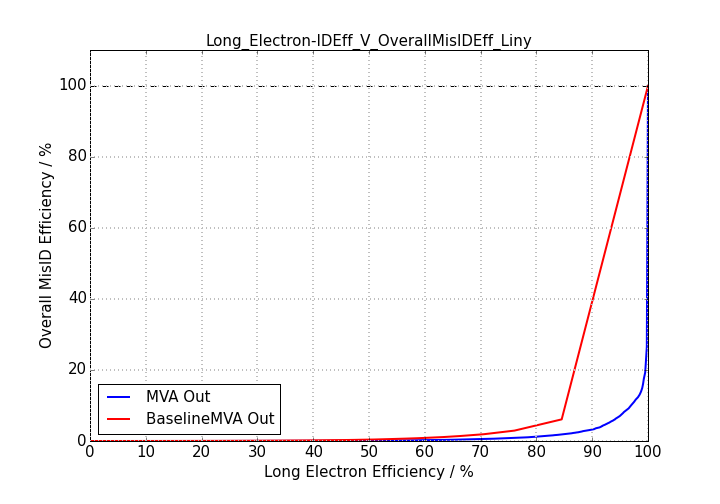 Long_Electron-IDEff_V_OverallMisIDEff_Liny
100
80
60
40
20
0
Overall MisID Efficiency / %
MVA Out
BaselineMVA Out
0 10 20 30 40 50 60 70 80 90 100
Long Electron Efficiency / %